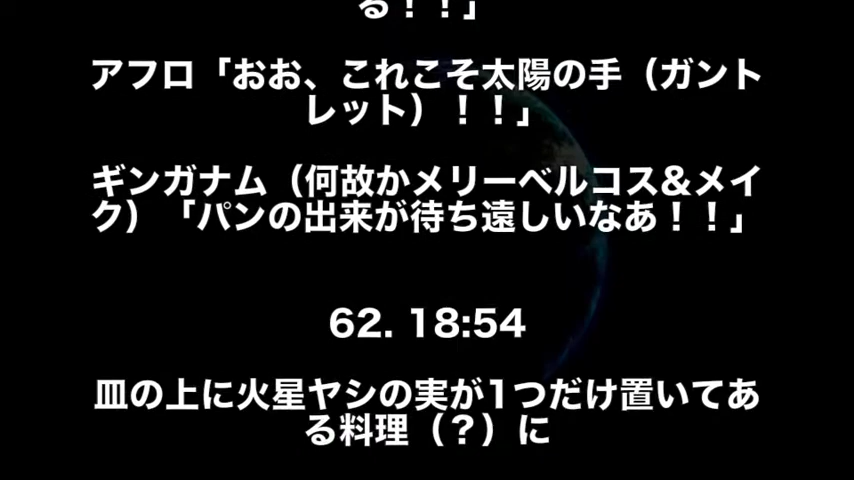 る！！」
アフロ「おお、これこそ太陽の手（ガント
レット）！！」
ギンガナム（何故かメリーベルコス&メイ
ク）「パンの出来が待ち遠しいなあ！！」
62. 18:54
皿の上に火星ヤシの実が1つだけ置いてあ
る料理（？）に